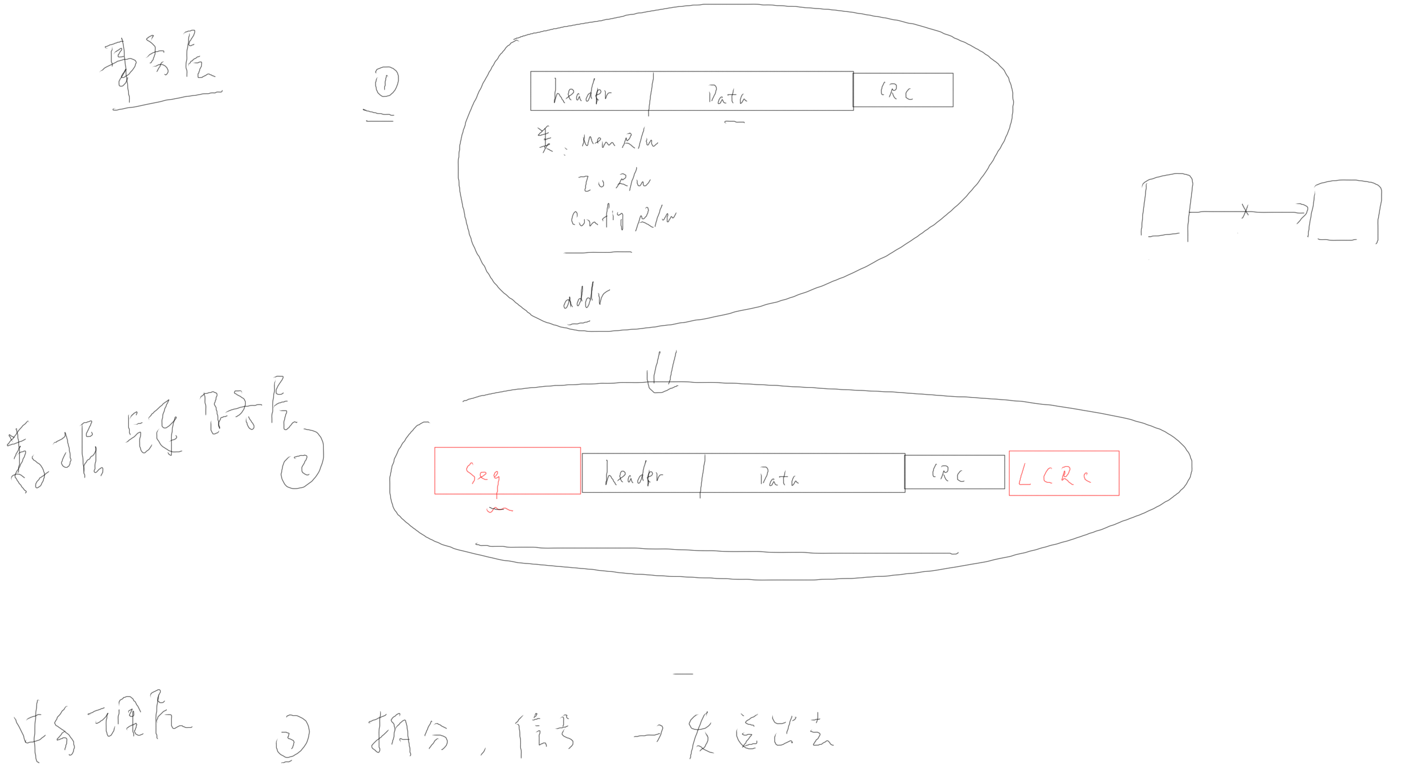 事务层
①
header Data CRC
类: Mem R/W
IO R/W
Config R/W
addr
数据链路层
②
Seq header Data CRC LCRC
物理层 ③ 拆分, 信号 → 发送出去